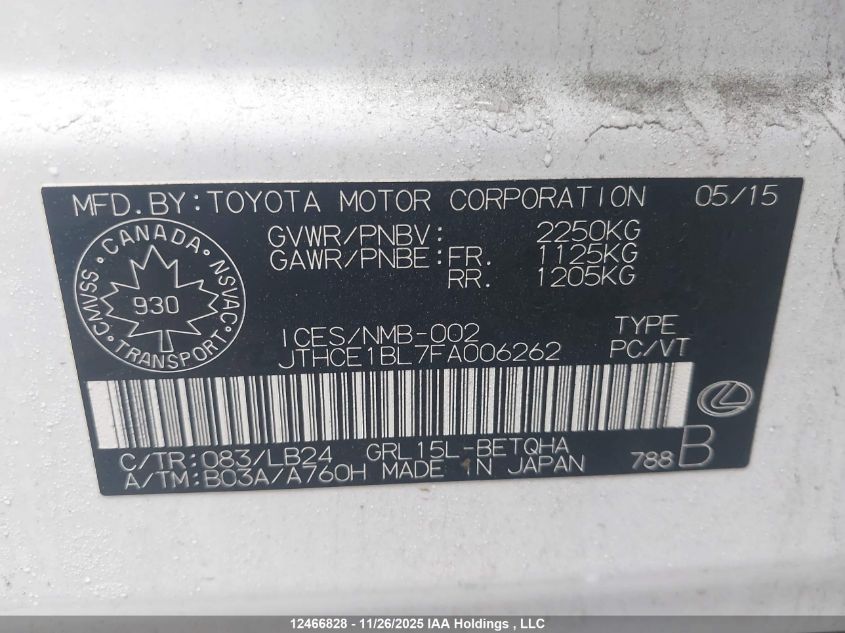 MFD.BY:TOYOTA MOTOR CORPORATION 05/15
CANADA
CMVSS NSVAC
930
TRANSPORT
GVWR/PNBV: 2250KG
GAWR/PNBE:FR. 1125KG
RR. 1205KG
ICES/NMB-002 TYPE
JTHCE1BL7FA006262 PC/VT
C/TR:083/LB24 GRL15L-BETQHA
A/TM:B03A/A760H MADE IN JAPAN 788 B
12466828 - 11/26/2025 IAA Holdings , LLC